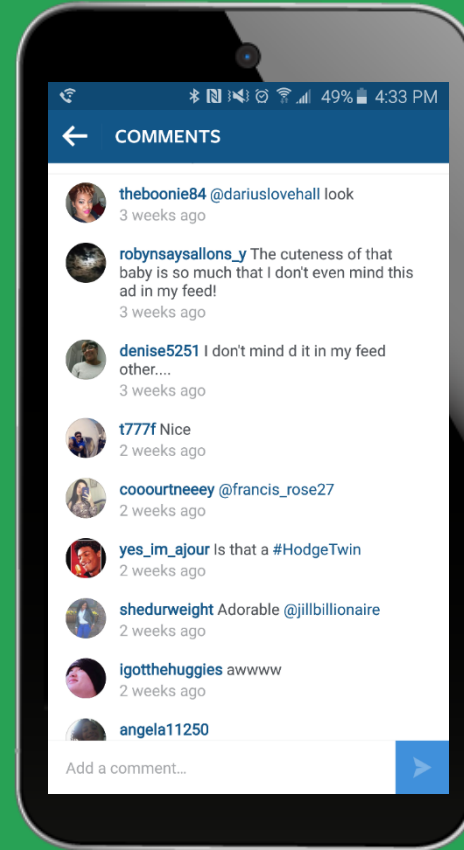 49% 4:33 PM
COMMENTS
theboonie84 @dariuslovehall look
3 weeks ago
robynsaysallons_y The cuteness of that
baby is so much that I don't even mind this
ad in my feed!
3 weeks ago
denise5251 I don't mind d it in my feed
other....
3 weeks ago
t777f Nice
2 weeks ago
cooourtneeey @francis_rose27
2 weeks ago
yes_im_ajour Is that a #HodgeTwin
2 weeks ago
shedurweight Adorable @jillbillionaire
2 weeks ago
igotthehuggies awwww
2 weeks ago
angela11250
Add a comment...